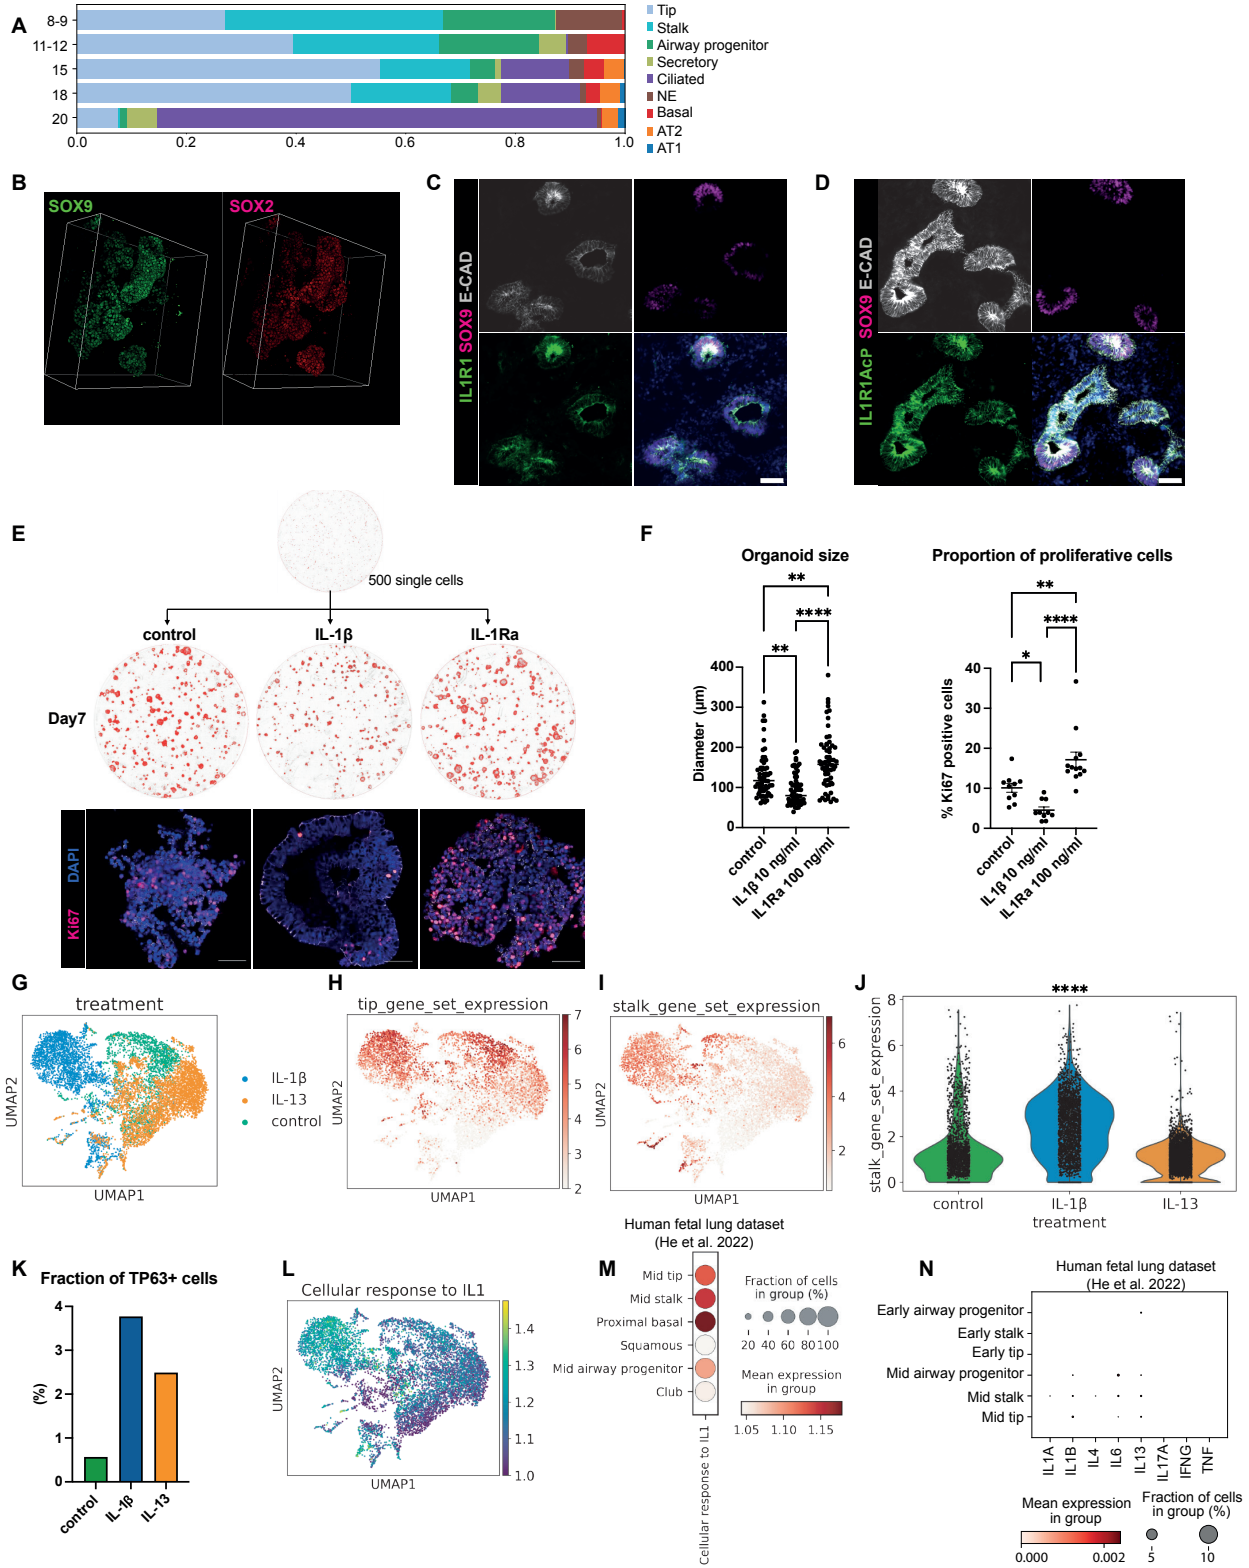 A
8-9
11-12
15
18
20
0.0 0.2 0.4 0.6 0.8 1.0
Tip
Stalk
Airway progenitor
Secretory
Ciliated
NE
Basal
AT2
AT1
B
SOX9 SOX2
C
IL1R1 SOX9 E-CAD
D
IL1R1AcP SOX9 E-CAD
E
500 single cells
control IL-1β IL-1Ra
Day7
Ki67 DAPI
F
Organoid size
** 
****
**
400
300
200
100
0
Diameter (µm)
control
IL1β 10 ng/ml
IL1Ra 100 ng/ml
Proportion of proliferative cells
**
****
*
40
30
20
10
0
% Ki67 positive cells
control
IL1β 10 ng/ml
IL1Ra 100 ng/ml
G
treatment
UMAP2
UMAP1
IL-1β
IL-13
control
H
tip_gene_set_expression
UMAP2
UMAP1
7
6
5
4
3
2
I
stalk_gene_set_expression
UMAP2
UMAP1
6
4
2
J
****
stalk_gene_set_expression
8
6
4
2
0
control IL-1β IL-13
treatment
K
Fraction of TP63+ cells
4
3
2
1
0
(%)
control
IL-1β
IL-13
L
Cellular response to IL1
UMAP2
UMAP1
1.4
1.3
1.2
1.1
1.0
Human fetal lung dataset
(He et al. 2022)
M
Mid tip
Mid stalk
Proximal basal
Squamous
Mid airway progenitor
Club
Cellular response to IL1
Fraction of cells
in group (%)
20 40 60 80 100
Mean expression
in group
1.05 1.10 1.15
N
Human fetal lung dataset
(He et al. 2022)
Early airway progenitor
Early stalk
Early tip
Mid airway progenitor
Mid stalk
Mid tip
IL1A
IL1B
IL4
IL6
IL13
IL17A
IFNG
TNF
Mean expression
in group
0.000 0.002
Fraction of cells
in group (%)
5 10